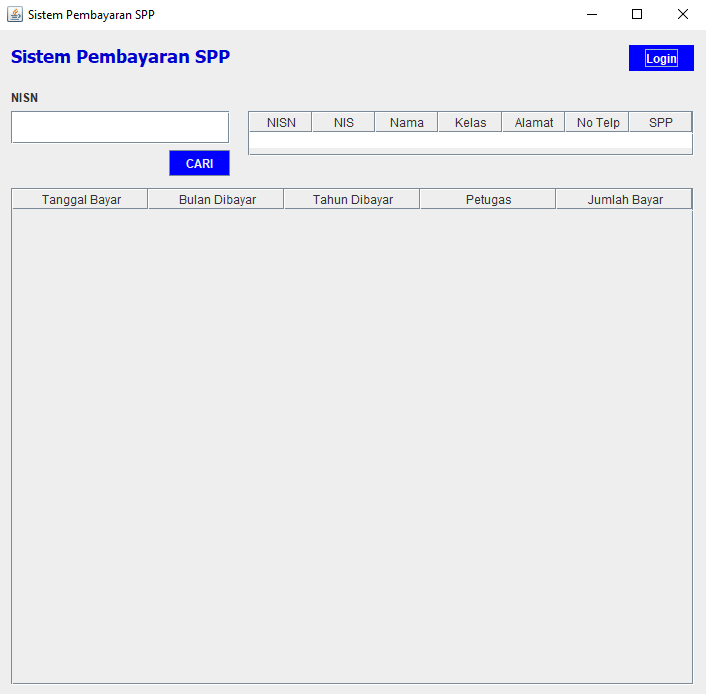 Sistem Pembayaran SPP
Sistem Pembayaran SPP
Login
NISN
NISN NIS Nama Kelas Alamat No Telp SPP
CARI
Tanggal Bayar Bulan Dibayar Tahun Dibayar Petugas Jumlah Bayar